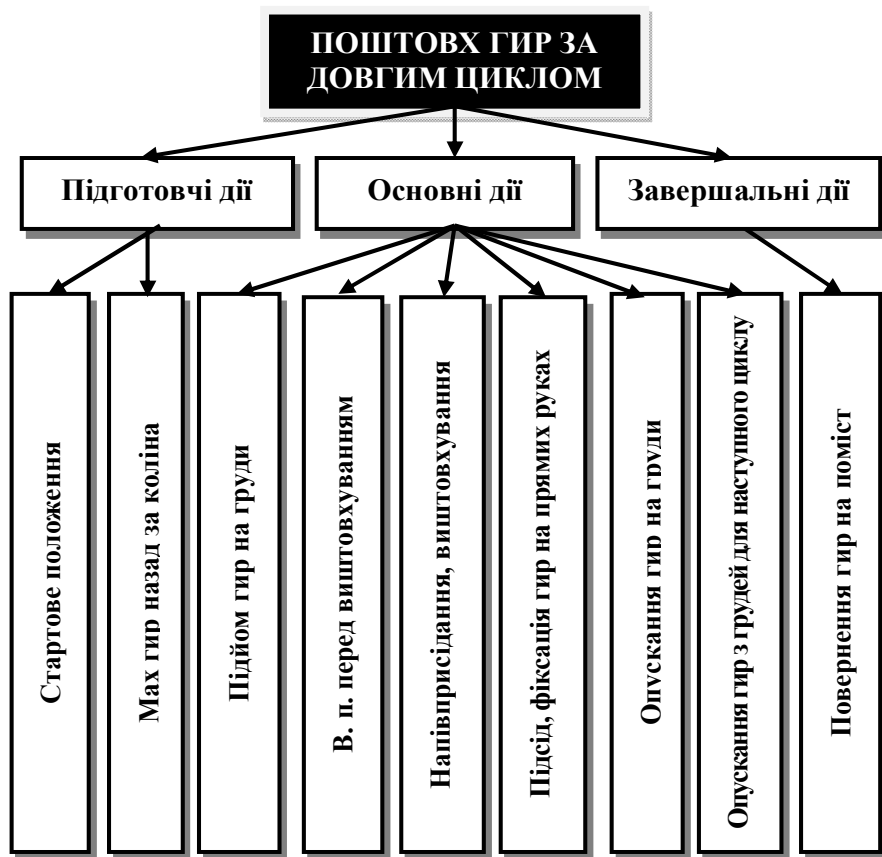 ПОШТОВХ ГИР ЗА
ДОВГИМ ЦИКЛОМ
Підготовчі дії
Основні дії
Завершальні дії
Стартове положення
Мах гир назад за коліна
Підйом гир на груди
В. п. перед виштовхуванням
Напівприсідання, виштовхування
Підсід, фіксація гир на прямих руках
Опускання гир на груди
Опускання гир з грудей для наступного циклу
Повернення гир на поміст